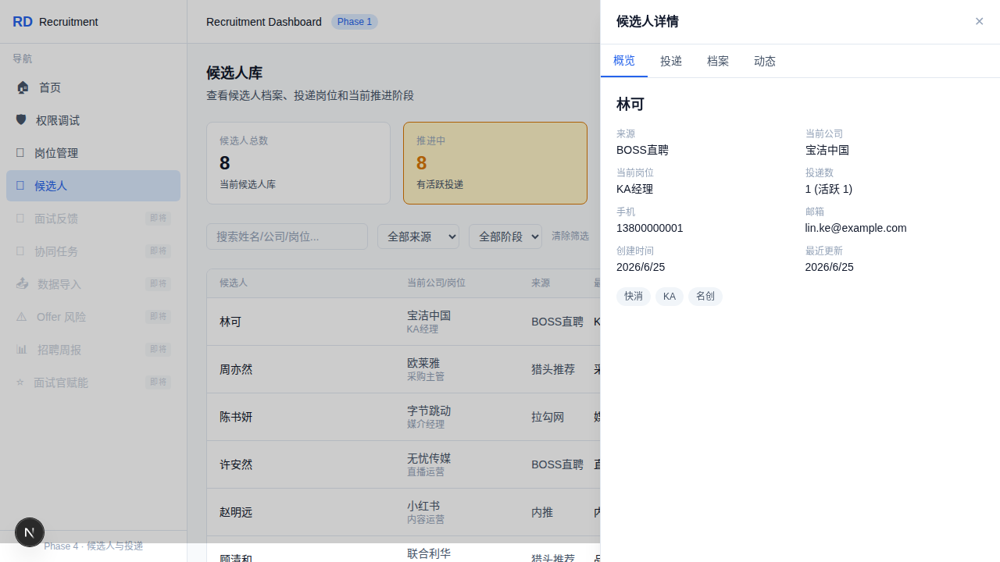 RD Recruitment
导航
首页
权限调试
岗位管理
候选人
面试反馈 即将
协同任务 即将
数据导入 即将
Offer 风险 即将
招聘周报 即将
面试官赋能 即将
Phase 4 · 候选人与投递
Recruitment Dashboard Phase 1
候选人库
查看候选人档案、投递岗位和当前推进阶段
候选人总数
8
当前候选人库
推进中
8
有活跃投递
搜索姓名/公司/岗位... 全部来源 全部阶段 清除筛选
候选人 当前公司/岗位 来源
林可 宝洁中国 BOSS直聘 K
KA经理
周亦然 欧莱雅 猎头推荐
采购主管
陈书妍 字节跳动 拉勾网
媒介经理
许安然 无忧传媒 BOSS直聘
直播运营
赵明远 小红书 内推
内容运营
顾清和 联合利华 猎头推荐
候选人详情 ×
概览 投递 档案 动态
林可
来源 当前公司
BOSS直聘 宝洁中国
当前岗位 投递数
KA经理 1 (活跃 1)
手机 邮箱
13800000001 lin.ke@example.com
创建时间 最近更新
2026/6/25 2026/6/25
快消 KA 名创